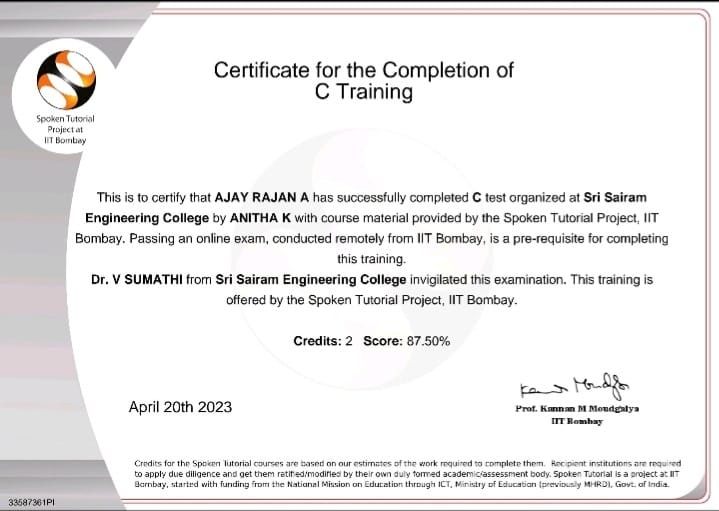 Spoken Tutorial
Project at
IIT Bombay
Certificate for the Completion of
C Training
This is to certify that AJAY RAJAN A has successfully completed C test organized at Sri Sairam
Engineering College by ANITHA K with course material provided by the Spoken Tutorial Project, IIT
Bombay. Passing an online exam, conducted remotely from IIT Bombay, is a pre-requisite for completing
this training.
Dr. V SUMATHI from Sri Sairam Engineering College invigilated this examination. This training is
offered by the Spoken Tutorial Project, IIT Bombay.
Credits: 2 Score: 87.50%
April 20th 2023
Prof. Kannan M Moudgalya
IIT Bombay
Credits for the Spoken Tutorial courses are based on our estimates of the work required to complete them. Recipient institutions are required
to apply due diligence and get them ratified/modified by their own duly formed academic/assessment body. Spoken Tutorial is a project at IIT
Bombay, started with funding from the National Mission on Education through ICT, Ministry of Education (previously MHRD), Govt. of India.
33587361PI